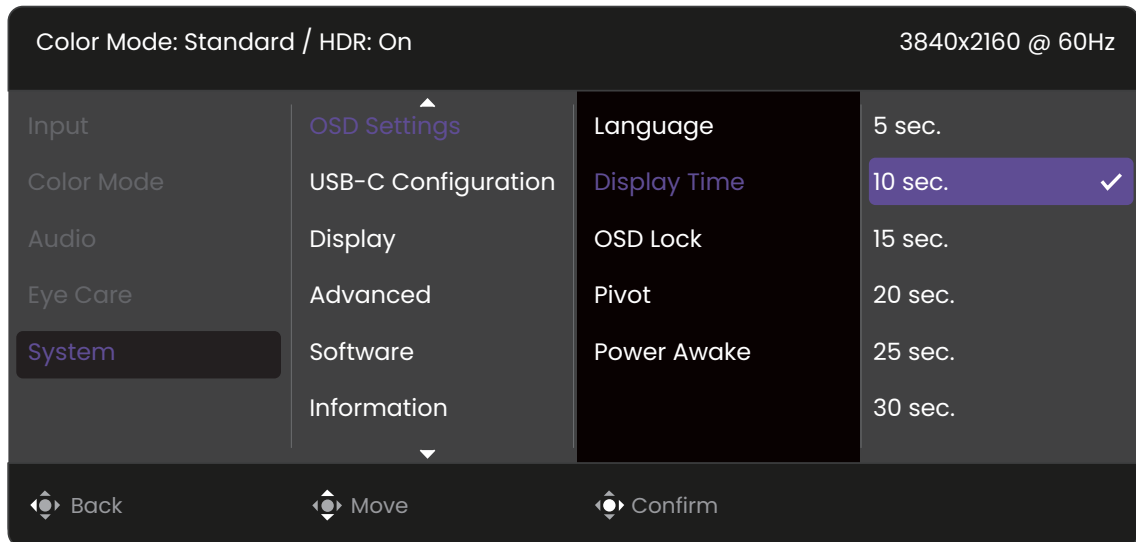 Color Mode: Standard / HDR: On
3840x2160 @ 60Hz
Input
Color Mode
Audio
Eye Care
System
OSD Settings
USB-C Configuration
Display
Advanced
Software
Information
Language
Display Time
OSD Lock
Pivot
Power Awake
5 sec.
10 sec.
15 sec.
20 sec.
25 sec.
30 sec.
Back
Move
Confirm